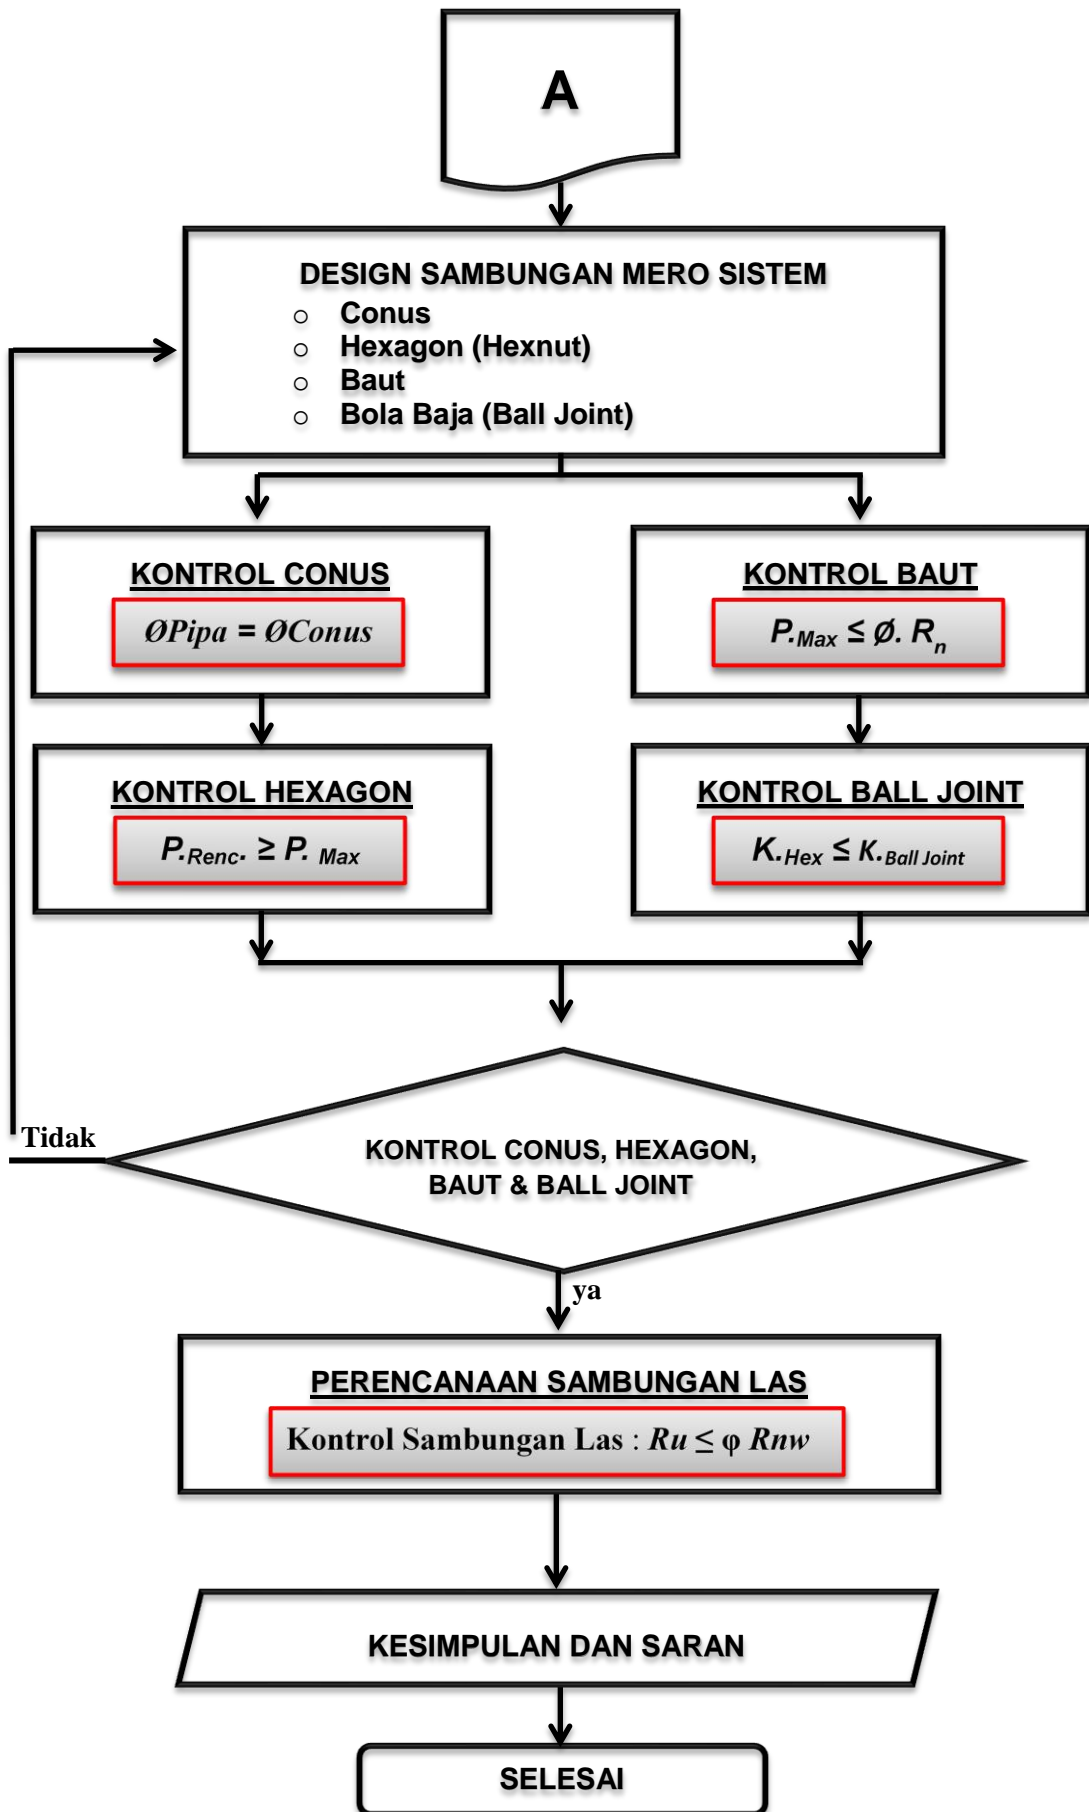 A
DESIGN SAMBUNGAN MERO SISTEM
○ Conus
○ Hexagon (Hexnut)
○ Baut
○ Bola Baja (Ball Joint)
KONTROL CONUS
ØPipa = ØConus
KONTROL BAUT
P.Max ≤ Ø. Rn
KONTROL HEXAGON
P.Renc. ≥ P. Max
KONTROL BALL JOINT
K.Hex ≤ K.Ball Joint
Tidak
KONTROL CONUS, HEXAGON,
BAUT & BALL JOINT
ya
PERENCANAAN SAMBUNGAN LAS
Kontrol Sambungan Las : Ru ≤ φ Rnw
KESIMPULAN DAN SARAN
SELESAI